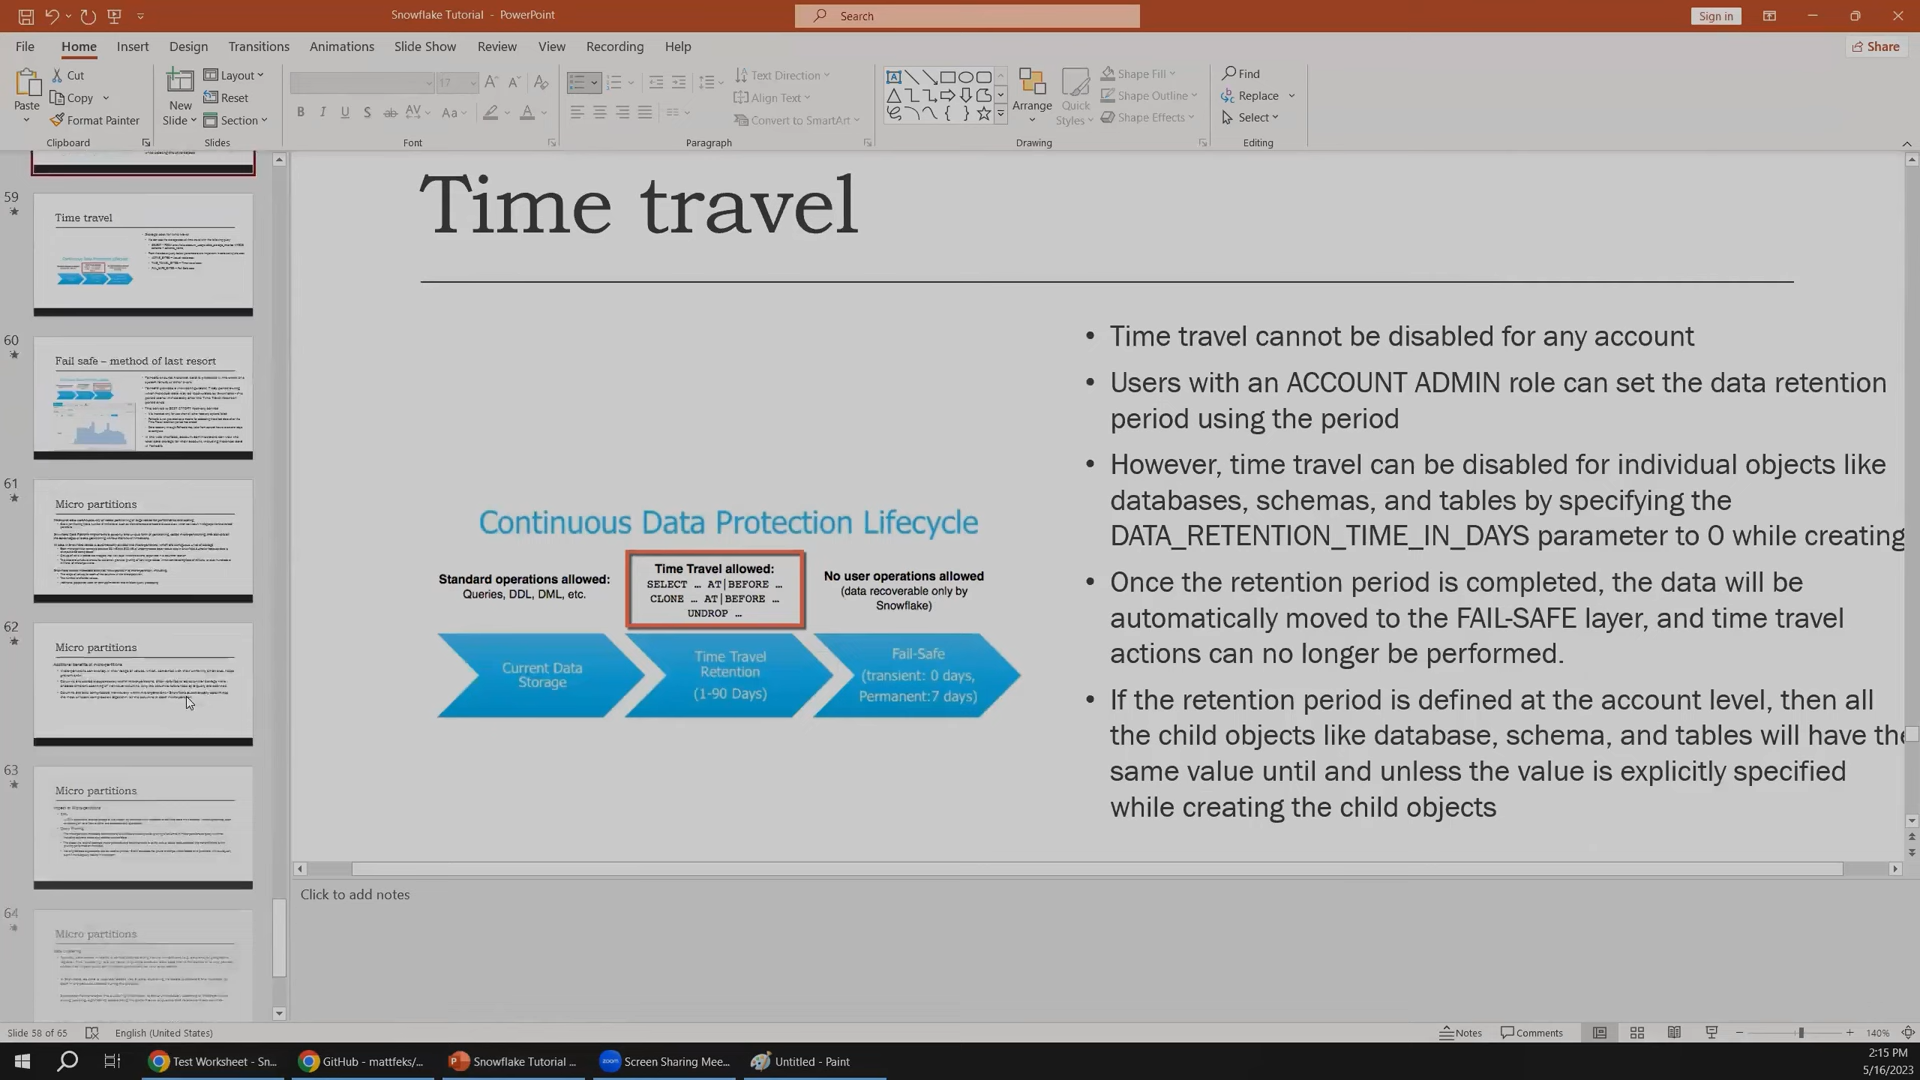 Snowflake Tutorial - PowerPoint
Search
Sign in
File
Home
Insert
Design
Transitions
Animations
Slide Show
Review
View
Recording
Help
Share
Paste
Cut
Copy
Format Painter
Clipboard
New
Slide
Layout
Reset
Section
Slides
17
Font
Text Direction
Align Text
Convert to SmartArt
Paragraph
Arrange
Quick
Styles
Shape Fill
Shape Outline
Shape Effects
Drawing
Find
Replace
Select
Editing
59
Time travel
60
Fail safe – method of last resort
61
Micro partitions
62
Micro partitions
63
Micro partitions
64
Micro partitions
Time travel
Continuous Data Protection Lifecycle
Standard operations allowed:
Queries, DDL, DML, etc.
Time Travel allowed:
SELECT … AT|BEFORE …
CLONE … AT|BEFORE …
UNDROP …
No user operations allowed
(data recoverable only by
Snowflake)
Current Data
Storage
Time Travel
Retention
(1-90 Days)
Fail-Safe
(transient: 0 days,
Permanent:7 days)
• Time travel cannot be disabled for any account
• Users with an ACCOUNT ADMIN role can set the data retention
period using the period
• However, time travel can be disabled for individual objects like
databases, schemas, and tables by specifying the
DATA_RETENTION_TIME_IN_DAYS parameter to 0 while creating
• Once the retention period is completed, the data will be
automatically moved to the FAIL-SAFE layer, and time travel
actions can no longer be performed.
• If the retention period is defined at the account level, then all
the child objects like database, schema, and tables will have the
same value until and unless the value is explicitly specified
while creating the child objects
Click to add notes
Slide 58 of 65
English (United States)
Notes
Comments
140%
Test Worksheet - Sn...
GitHub - mattfeks/...
Snowflake Tutorial ...
Screen Sharing Mee...
Untitled - Paint
2:15 PM
5/16/2023